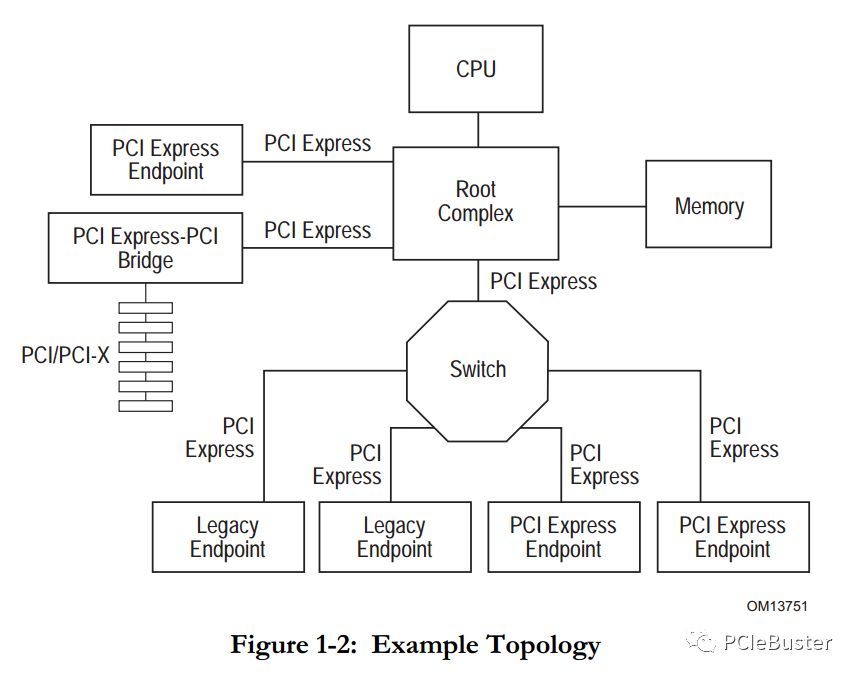 CPU
PCI Express
Endpoint
PCI Express
Root
Complex
Memory
PCI Express-PCI
Bridge
PCI Express
PCI Express
PCI/PCI-X
Switch
PCI
Express
PCI
Express
PCI
Express
PCI
Express
Legacy
Endpoint
Legacy
Endpoint
PCI Express
Endpoint
PCI Express
Endpoint
OM13751
Figure 1-2: Example Topology
PCIeBuster